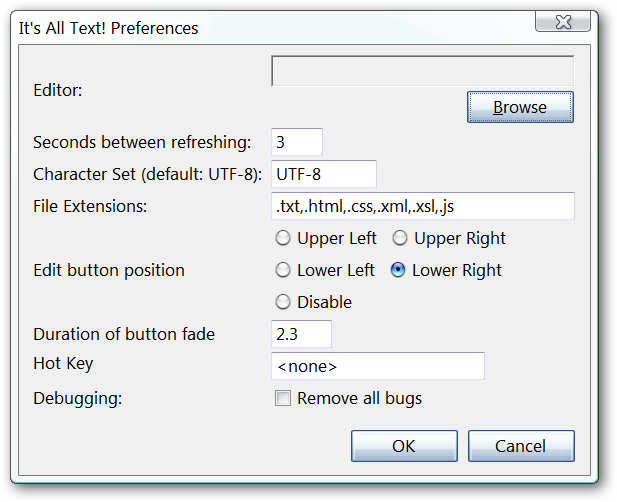 It's All Text! Preferences
Editor:
Browse
Seconds between refreshing: 3
Character Set (default: UTF-8): UTF-8
File Extensions: .txt,.html,.css,.xml,.xsl,.js
Upper Left Upper Right
Edit button position Lower Left Lower Right
Disable
Duration of button fade 2.3
Hot Key <none>
Debugging: Remove all bugs
OK Cancel